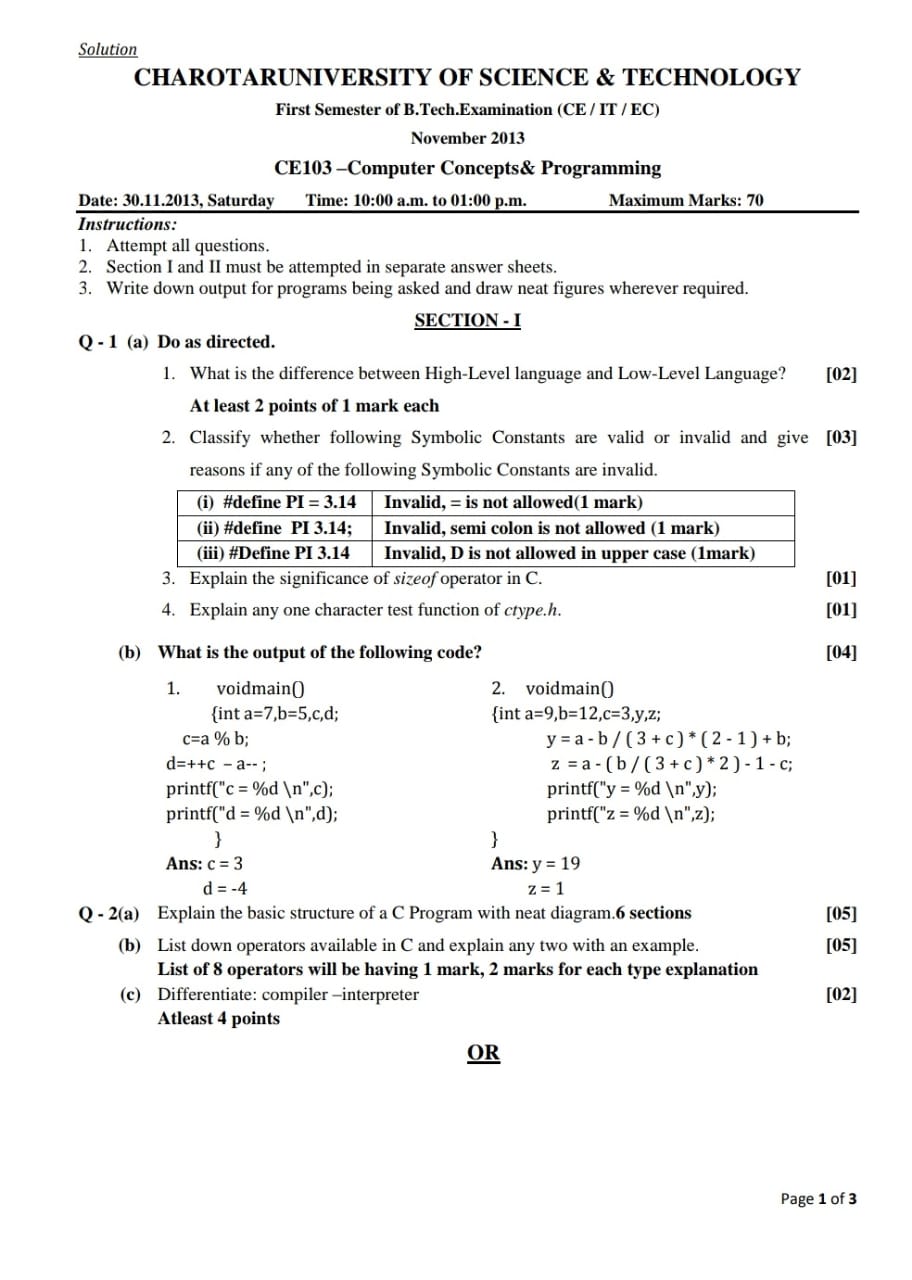 Solution
CHAROTARUNIVERSITY OF SCIENCE & TECHNOLOGY
First Semester of B.Tech.Examination (CE / IT / EC)
November 2013
CE103 –Computer Concepts& Programming
Date: 30.11.2013, Saturday Time: 10:00 a.m. to 01:00 p.m. Maximum Marks: 70
Instructions:
1. Attempt all questions.
2. Section I and II must be attempted in separate answer sheets.
3. Write down output for programs being asked and draw neat figures wherever required.
SECTION - I
Q - 1 (a) Do as directed.
1. What is the difference between High-Level language and Low-Level Language? [02]
At least 2 points of 1 mark each
2. Classify whether following Symbolic Constants are valid or invalid and give [03]
reasons if any of the following Symbolic Constants are invalid.
(i) #define PI = 3.14 Invalid, = is not allowed(1 mark)
(ii) #define PI 3.14; Invalid, semi colon is not allowed (1 mark)
(iii) #Define PI 3.14 Invalid, D is not allowed in upper case (1mark)
3. Explain the significance of sizeof operator in C. [01]
4. Explain any one character test function of ctype.h. [01]
(b) What is the output of the following code? [04]
1. voidmain()
{int a=7,b=5,c,d;
c=a % b;
d=++c – a-- ;
printf("c = %d \n",c);
printf("d = %d \n",d);
}
Ans: c = 3
d = -4
2. voidmain()
{int a=9,b=12,c=3,y,z;
y = a - b / ( 3 + c ) * ( 2 - 1 ) + b;
z = a - ( b / ( 3 + c ) * 2 ) - 1 - c;
printf("y = %d \n",y);
printf("z = %d \n",z);
}
Ans: y = 19
z = 1
Q - 2(a) Explain the basic structure of a C Program with neat diagram.6 sections [05]
(b) List down operators available in C and explain any two with an example. [05]
List of 8 operators will be having 1 mark, 2 marks for each type explanation
(c) Differentiate: compiler –interpreter [02]
Atleast 4 points
OR
Page 1 of 3